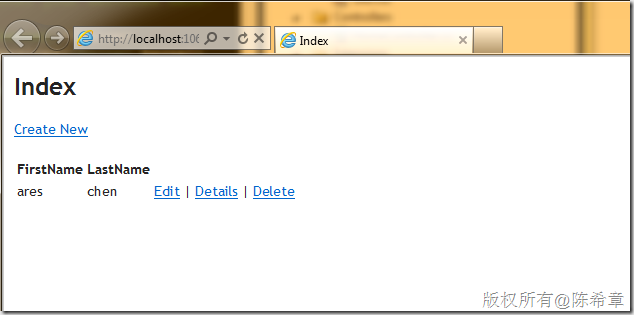 http://localhost:106
Index
Index
Create New
FirstName LastName
ares chen Edit | Details | Delete
版权所有@陈希章